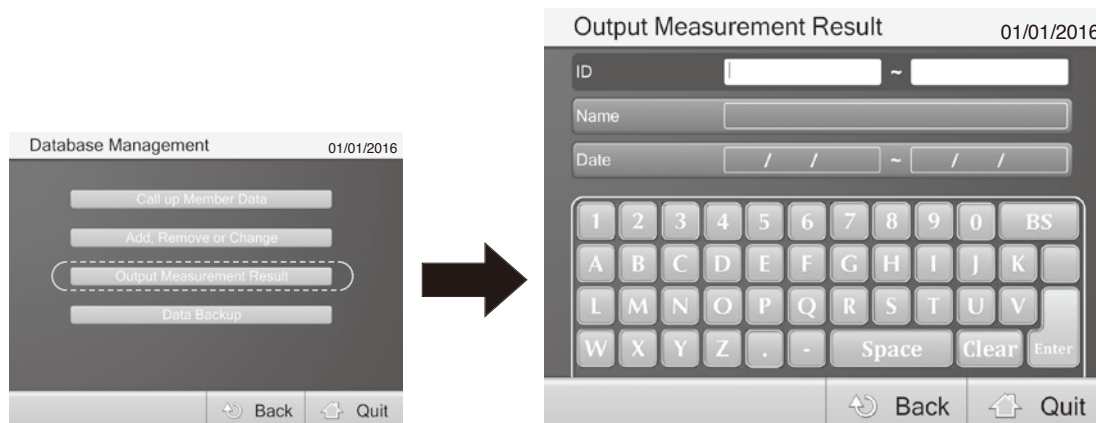 Database Management 01/01/2016
Call up Member Data
Add, Remove or Change
Output Measurement Result
Data Backup
Back Quit
Output Measurement Result 01/01/2016
ID ~
Name
Date / / ~ / /
1 2 3 4 5 6 7 8 9 0 BS
A B C D E F G H I J K
L M N O P Q R S T U V
W X Y Z . - Space Clear Enter
Back Quit